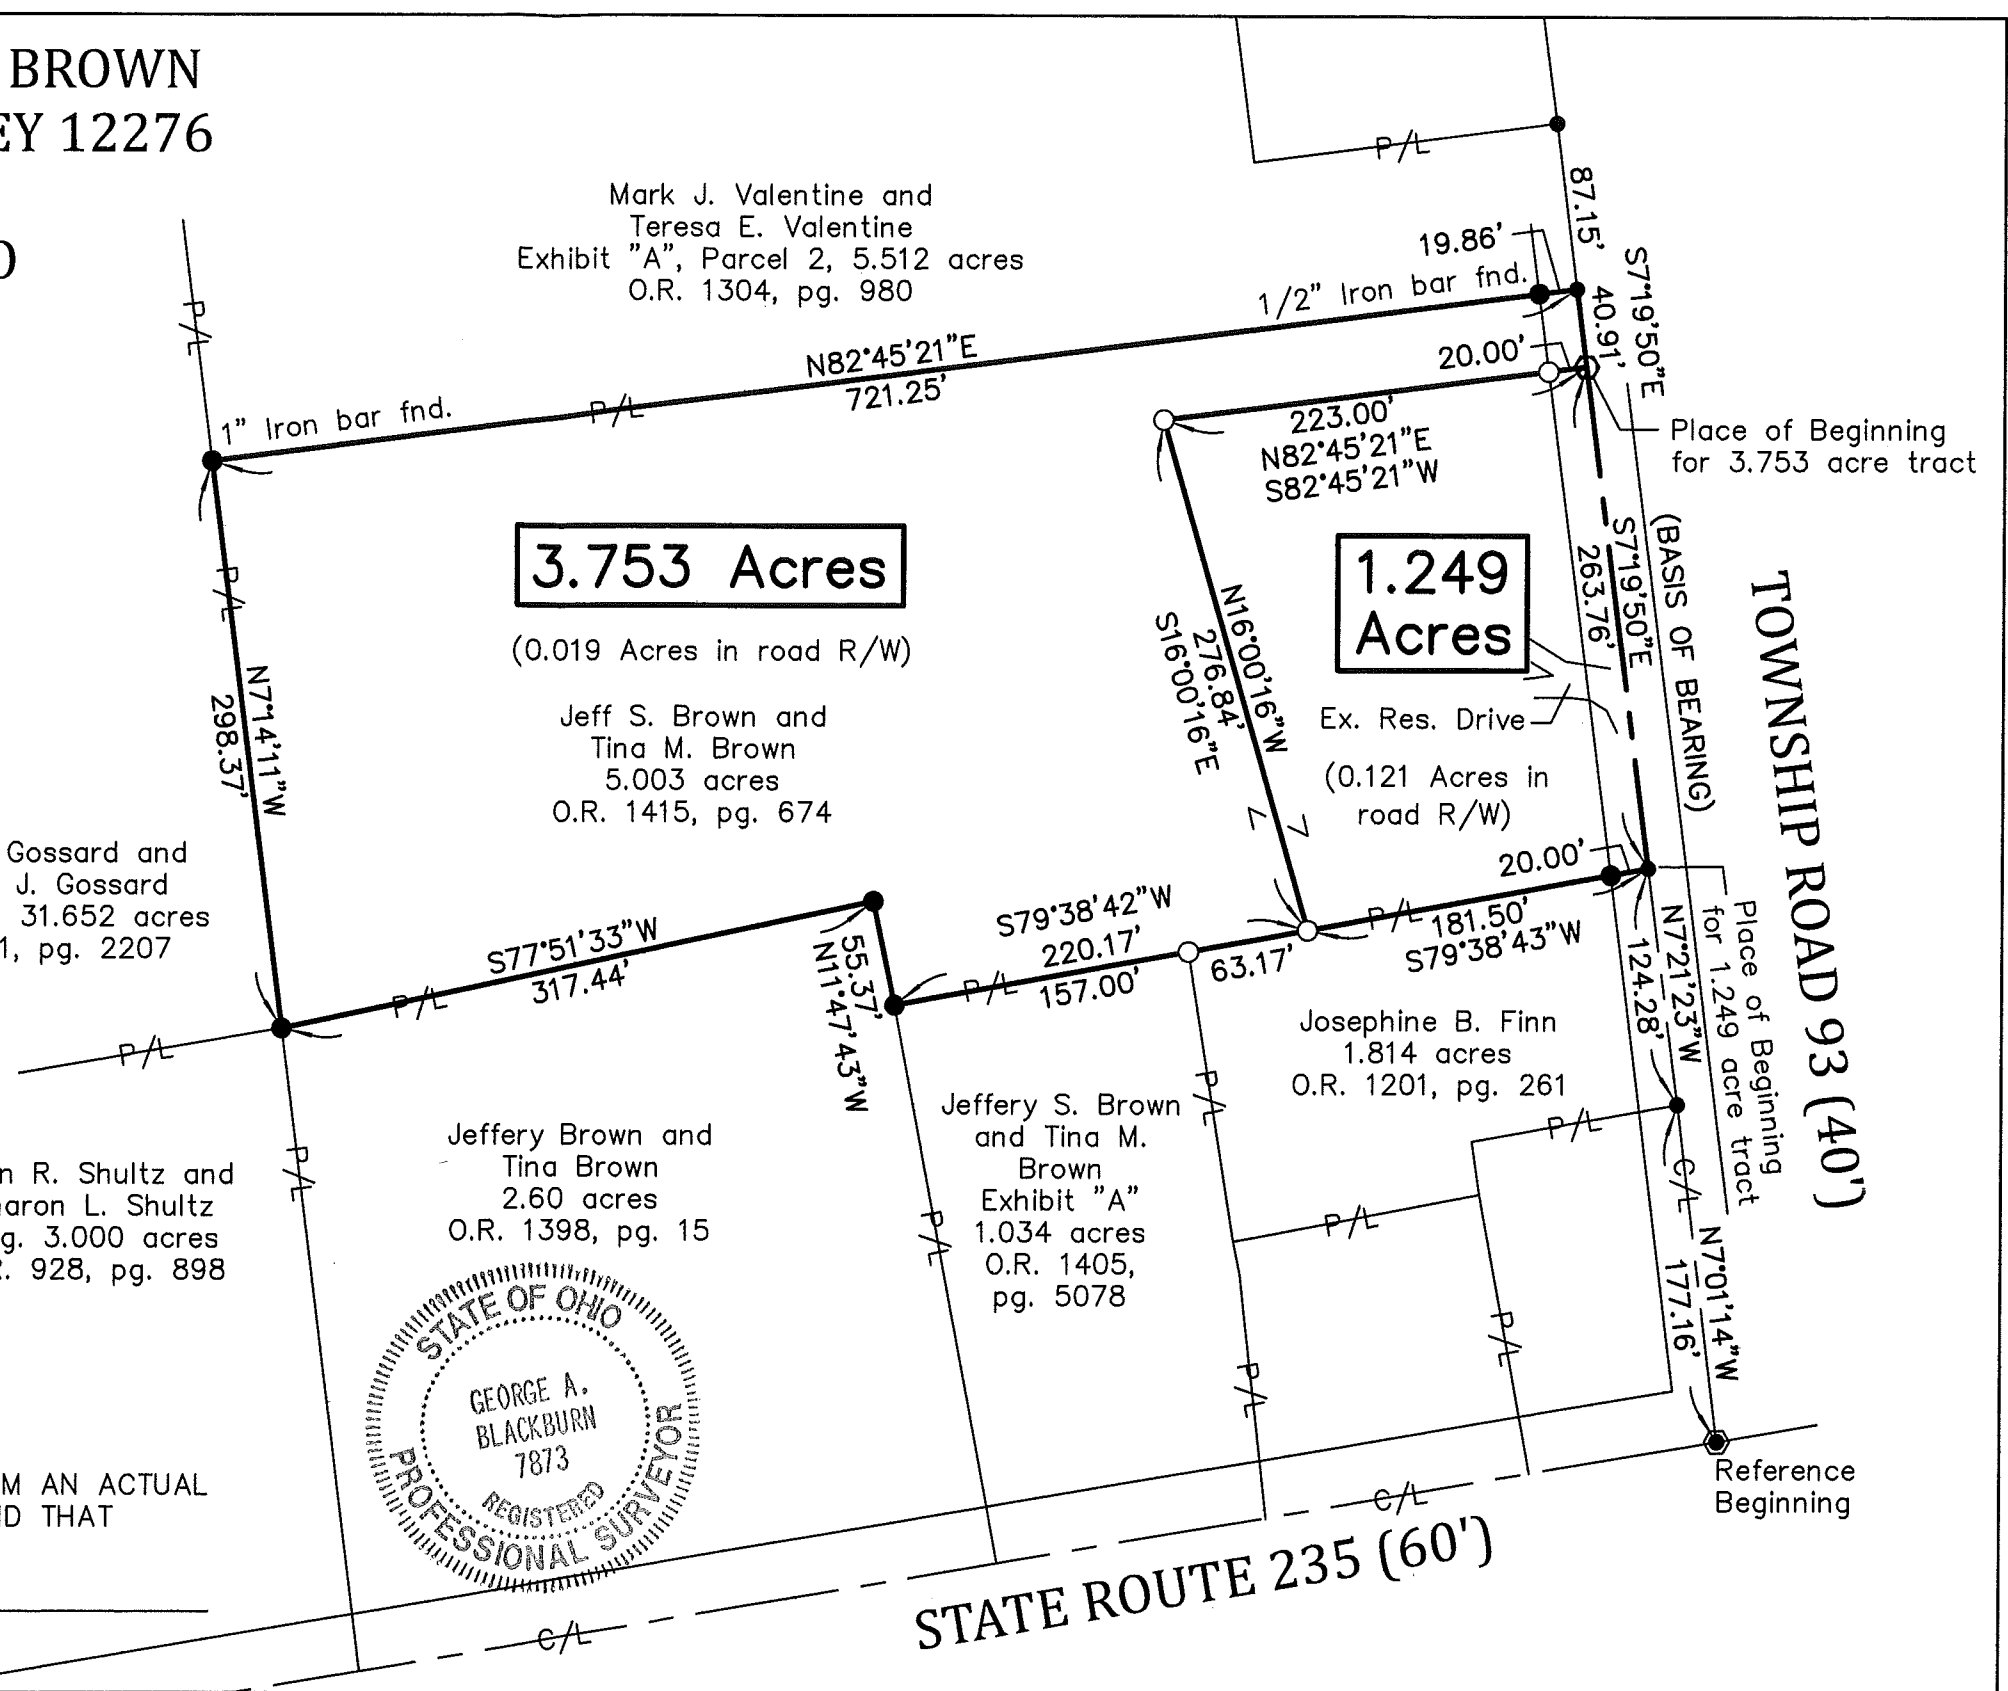 BROWN
EY 12276
Mark J. Valentine and
Teresa E. Valentine
Exhibit "A", Parcel 2, 5.512 acres
O.R. 1304, pg. 980
P/L
P/L
87.15'
19.86'
1/2" Iron bar fnd.
40.91'
S7°19'50"E
N82°45'21"E
721.25'
P/L
1" Iron bar fnd.
20.00'
223.00'
N82°45'21"E
S82°45'21"W
Place of Beginning
for 3.753 acre tract
3.753 Acres
(0.019 Acres in road R/W)
Jeff S. Brown and
Tina M. Brown
5.003 acres
O.R. 1415, pg. 674
P/L
N7°14'11"W
298.37'
N16°00'16"W
276.84'
S16°00'16"E
1.249
Acres
Ex. Res. Drive
(0.121 Acres in
road R/W)
S7°19'50"E
263.76'
(BASIS OF BEARING)
TOWNSHIP ROAD 93 (40')
Gossard and
J. Gossard
31.652 acres
1, pg. 2207
P/L
S77°51'33"W
317.44'
P/L
55.37'
N11°47'43"W
S79°38'42"W
220.17'
P/L
157.00'
63.17'
20.00'
P/L
181.50'
S79°38'43"W
N7°21'23"W
124.28'
Place of Beginning
for 1.249 acre tract
Josephine B. Finn
1.814 acres
O.R. 1201, pg. 261
P/L
P/L
P/L
P/L
P/L
Jeffery S. Brown
and Tina M.
Brown
Exhibit "A"
1.034 acres
O.R. 1405,
pg. 5078
P/L
Jeffery Brown and
Tina Brown
2.60 acres
O.R. 1398, pg. 15
P/L
n R. Shultz and
aron L. Shultz
g. 3.000 acres
R. 928, pg. 898
C/L
N7°01'14"W
177.16'
STATE OF OHIO
GEORGE A.
BLACKBURN
7873
REGISTERED
PROFESSIONAL SURVEYOR
M AN ACTUAL
ND THAT
Reference
Beginning
C/L
C/L
STATE ROUTE 235 (60')